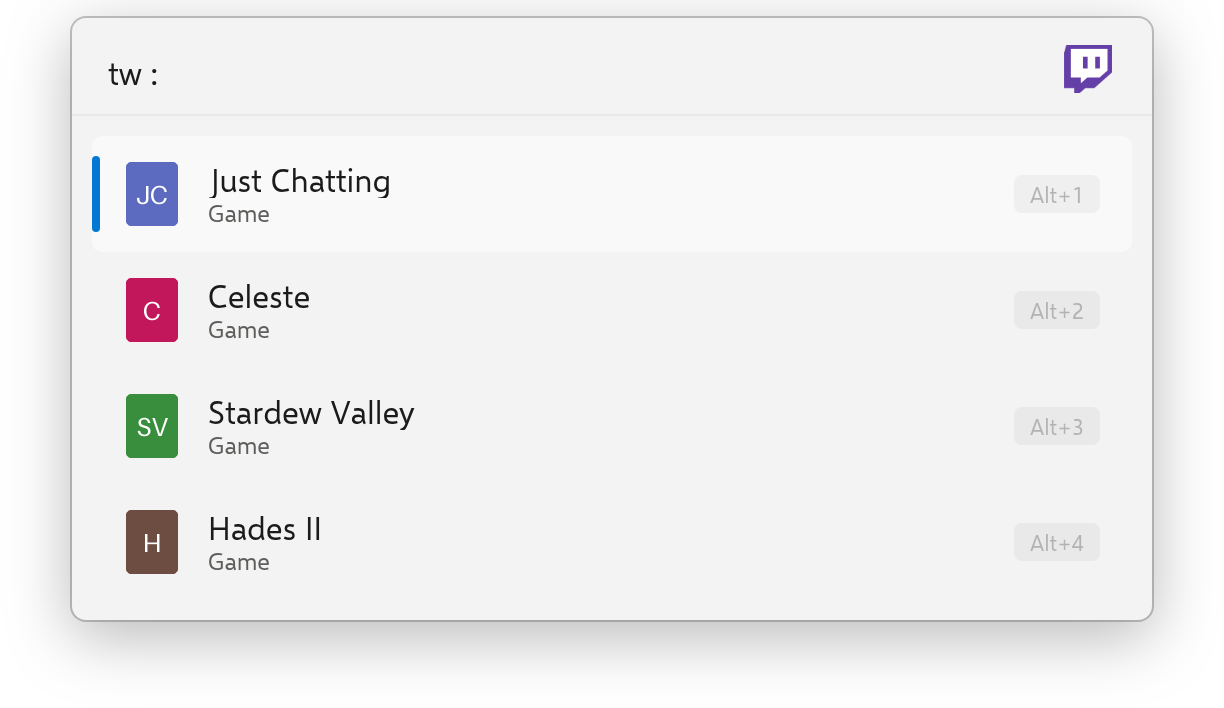 tw :
JC
Just Chatting
Game
Alt+1
C
Celeste
Game
Alt+2
SV
Stardew Valley
Game
Alt+3
H
Hades II
Game
Alt+4